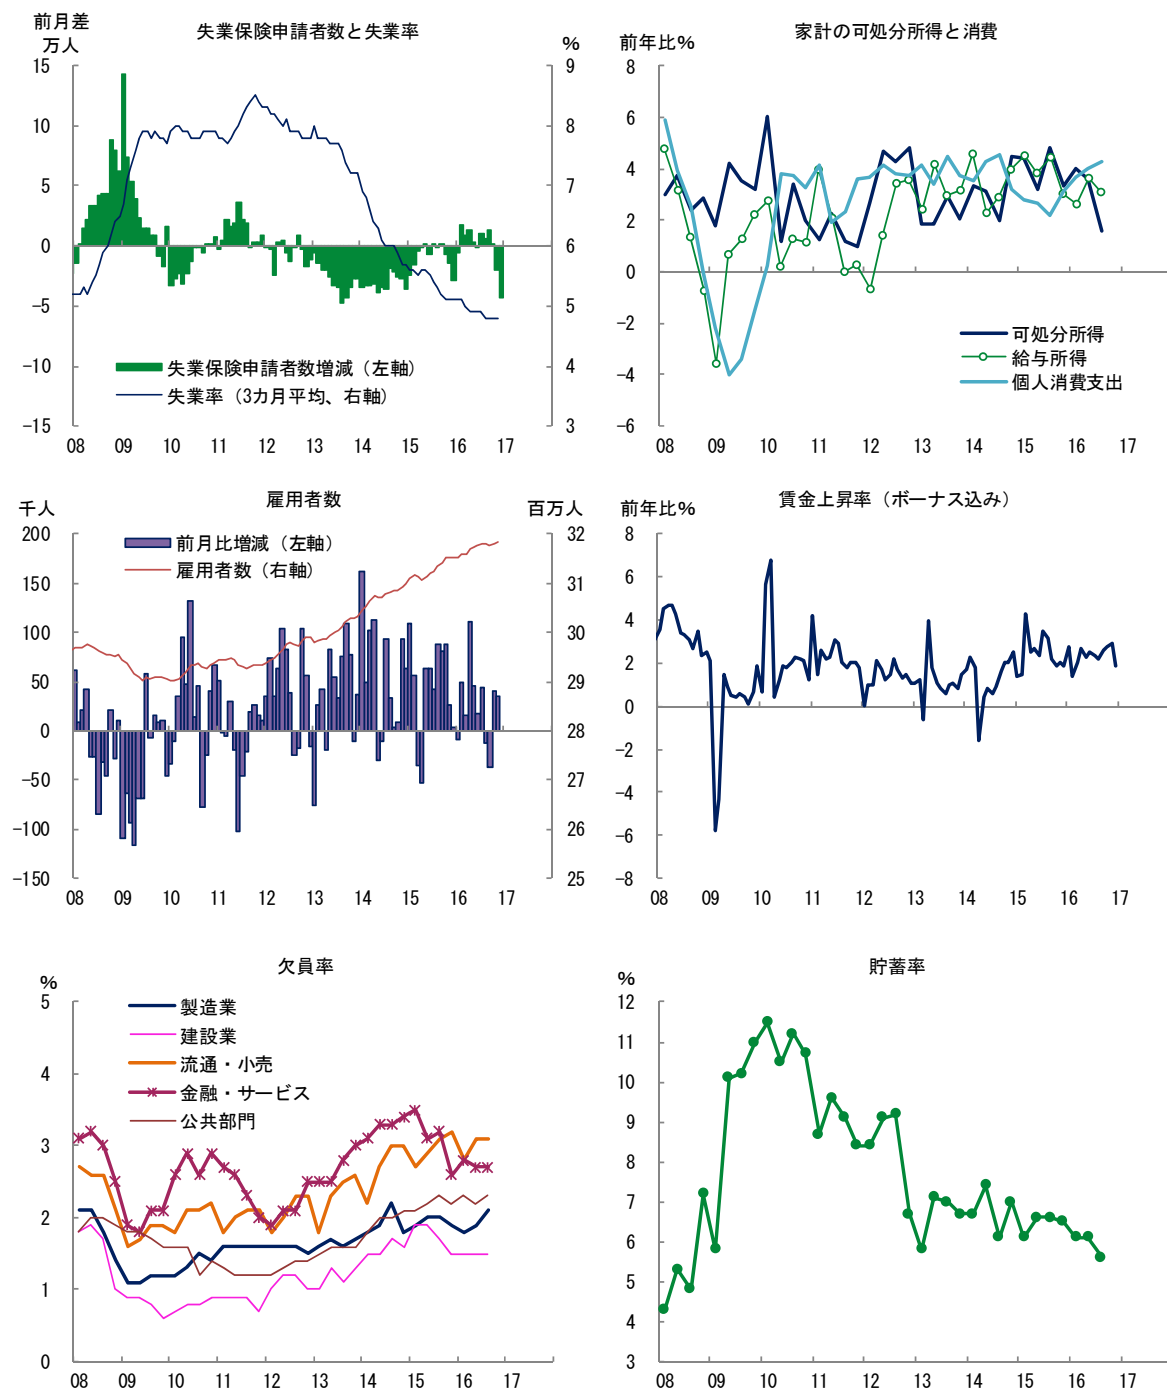 失業保険申請者数と失業率
前月差
万人
%
15
10
5
0
−5
−10
−15
9
8
7
6
5
4
3
失業保険申請者数増減（左軸）
失業率（3カ月平均、右軸）
08 09 10 11 12 13 14 15 16 17
家計の可処分所得と消費
前年比%
8
6
4
2
0
−2
−4
−6
可処分所得
給与所得
個人消費支出
08 09 10 11 12 13 14 15 16 17
雇用者数
千人
百万人
200
150
100
50
0
−50
−100
−150
32
31
30
29
28
27
26
25
前月比増減（左軸）
雇用者数（右軸）
08 09 10 11 12 13 14 15 16 17
賃金上昇率（ボーナス込み）
前年比%
8
6
4
2
0
−2
−4
−6
−8
08 09 10 11 12 13 14 15 16 17
欠員率
%
5
4
3
2
1
0
製造業
建設業
流通・小売
金融・サービス
公共部門
08 09 10 11 12 13 14 15 16 17
貯蓄率
%
12
11
10
9
8
7
6
5
4
3
08 09 10 11 12 13 14 15 16 17